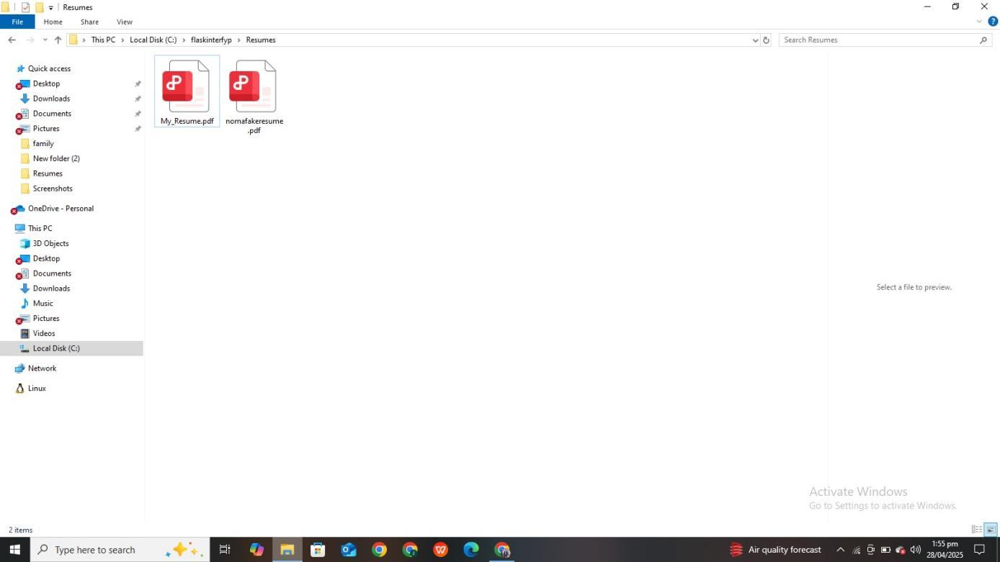 Resumes
File Home Share View
This PC Local Disk (C:) flaskinterfyp Resumes
Search Resumes
Quick access
Desktop
Downloads
Documents
Pictures
family
New folder (2)
Resumes
Screenshots
OneDrive - Personal
This PC
3D Objects
Desktop
Documents
Downloads
Music
Pictures
Videos
Local Disk (C:)
Network
Linux
My_Resume.pdf
nomafakeresume
.pdf
Select a file to preview.
Activate Windows
Go to Settings to activate Windows.
2 items
Type here to search
Air quality forecast
1:55 pm
28/04/2025